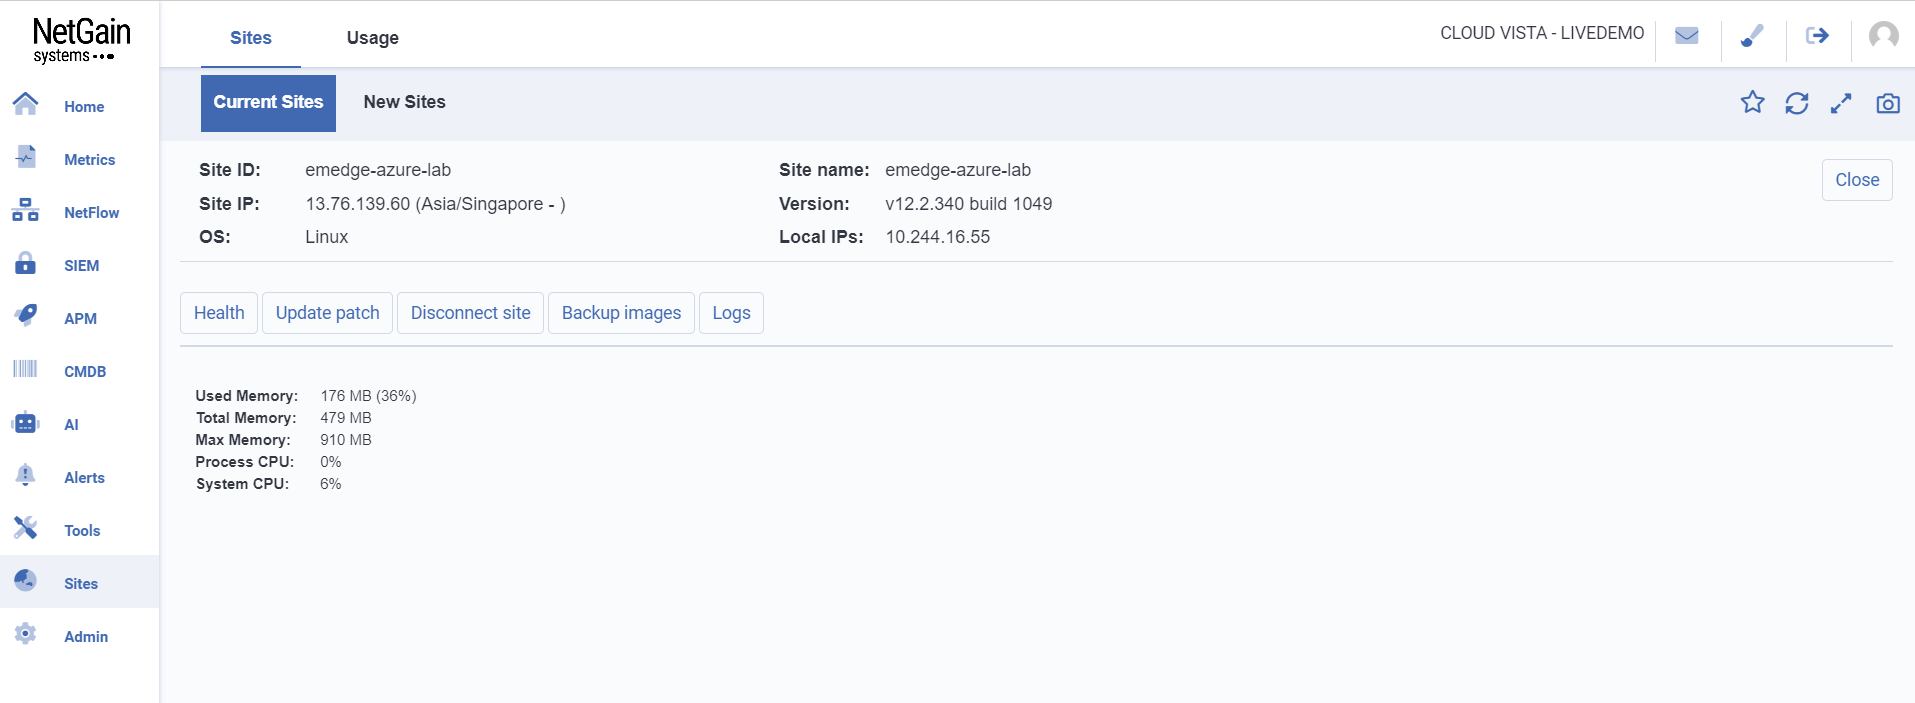 NetGain
systems
Sites Usage
CLOUD VISTA - LIVEDEMO
Home
Metrics
NetFlow
SIEM
APM
CMDB
AI
Alerts
Tools
Sites
Admin
Current Sites New Sites
Site ID: emedge-azure-lab Site name: emedge-azure-lab
Close
Site IP: 13.76.139.60 (Asia/Singapore - ) Version: v12.2.340 build 1049
OS: Linux Local IPs: 10.244.16.55
Health Update patch Disconnect site Backup images Logs
Used Memory: 176 MB (36%)
Total Memory: 479 MB
Max Memory: 910 MB
Process CPU: 0%
System CPU: 6%